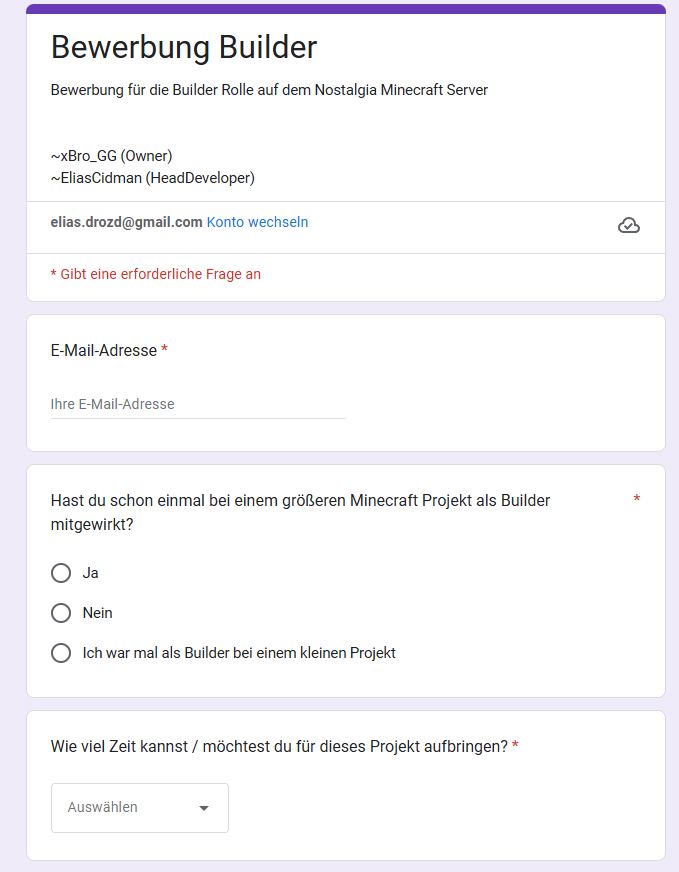 Bewerbung Builder
Bewerbung für die Builder Rolle auf dem Nostalgia Minecraft Server
~xBro_GG (Owner)
~EliasCidman (HeadDeveloper)
elias.drozd@gmail.com Konto wechseln
* Gibt eine erforderliche Frage an
E-Mail-Adresse *
Ihre E-Mail-Adresse
Hast du schon einmal bei einem größeren Minecraft Projekt als Builder *
mitgewirkt?
Ja
Nein
Ich war mal als Builder bei einem kleinen Projekt
Wie viel Zeit kannst / möchtest du für dieses Projekt aufbringen? *
Auswählen